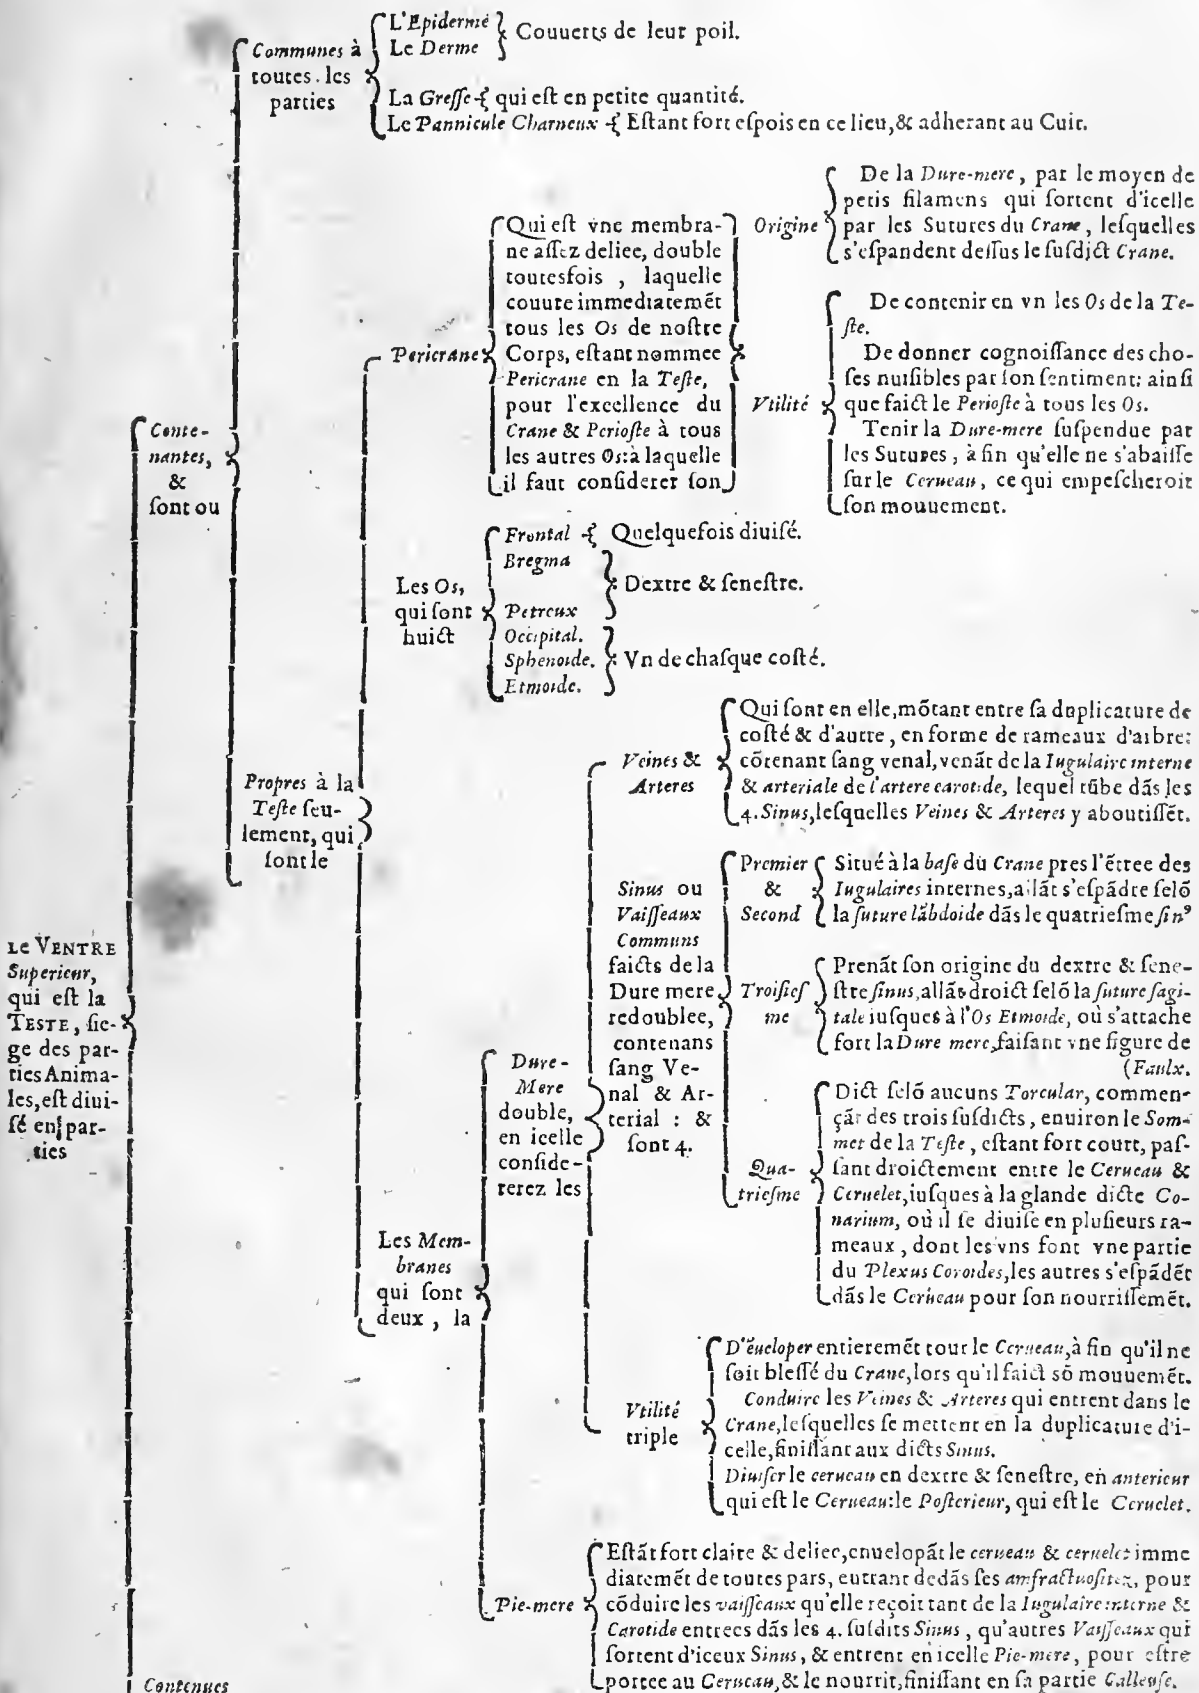 L'Epiderme
Le Derme
Couuerts de leur poil.
Communes à
toutes les
parties
La Gresse qui est en petite quantité.
Le Pannicule Charneux Estant fort espois en ce lieu, & adherant au Cuir.
De la Dure-mere, par le moyen de
petis filamens qui sortent d'icelle
Origine
par les Sutures du Crane, lesquelles
s'espandent dessus le susdict Crane.
Qui est vne membra-
ne assez deliee, double
toutesfois, laquelle
couure immediatemẽt
tous les Os de nostre
Pericrane
Corps, estant nommee
Pericrane en la Teste,
pour l'excellence du
Crane & Perioste à tous
les autres Os: à laquelle
il faut considerer son
De contenir en vn les Os de la Te-
ste.
De donner cognoissance des cho-
ses nuisibles par son sentiment: ainsi
Vtilité
que faict le Perioste à tous les Os.
Tenir la Dure-mere suspendue par
les Sutures, à fin qu'elle ne s'abaisse
sur le Cerueau, ce qui empescheroit
son mouuement.
Conte-
nantes,
&
sont ou
Les Os,
qui sont
huict
Frontal Quelquefois diuisé.
Bregma
Petreux
Dextre & senestre.
Occipital.
Sphenoide.
Etmoide.
Vn de chasque costé.
Propres à la
Teste seu-
lement, qui
sont le
Veines &
Arteres
Qui sont en elle, mõtant entre sa duplicature de
costé & d'autre, en forme de rameaux d'arbre:
cõtenant sang venal, venãt de la Iugulaire interne
& arteriale de l'artere carotide, lequel tũbe dãs les
4. Sinus, lesquelles Veines & Arteres y aboutissẽt.
Sinus ou
Vaisseaux
Communs
faicts de la
Dure mere
redoublee,
contenans
sang Ve-
nal & Ar-
terial : &
sont 4.
Premier
&
Second
Situé à la base du Crane pres l'ẽtree des
Iugulaires internes, allãt s'espãdre selõ
la suture lãbdoide dãs le quatriesme sinꝰ
Troisies
me
Prenãt son origine du dextre & sene-
stre sinus, allãs droict selõ la suture sagi-
tale iusques à l'Os Etmoide, où s'attache
fort la Dure mere, faisant vne figure de
(Faulx.
Qua-
triesme
Dict selõ aucuns Torcular, commen-
çãt des trois susdicts, enuiron le Som-
met de la Teste, estant fort court, pas-
sant droictement entre le Cerueau &
Ceruelet, iusques à la glande dicte Co-
narium, où il se diuise en plusieurs ra-
meaux, dont les vns font vne partie
du Plexus Coroides, les autres s'espãdẽt
dãs le Cerueau pour son nourrissemẽt.
Le VENTRE
Superieur,
qui est la
TESTE, sie-
ge des par-
ties Anima-
les, est diui-
sé en par-
ties
Dure-
Mere
double,
en icelle
conside-
rerez les
Les Mem-
branes
qui sont
deux, la
Vtilité
triple
D'ẽueloper entieremẽt tout le Cerueau, à fin qu'il ne
soit blessé du Crane, lors qu'il faict sõ mouuemẽt.
Conduire les Veines & Arteres qui entrent dans le
Crane, lesquelles se mettent en la duplicature d'i-
celle, finissant aux dicts Sinus.
Diuiser le cerueau en dextre & senestre, en anterieur
qui est le Cerueau: le Posterieur, qui est le Ceruelet.
Pie-mere
Estãt fort claire & deliee, enuelopãt le cerueau & ceruelet imme
diatemẽt de toutes pars, entrant dedãs ses amfractuositez, pour
cõduire les vaisseaux qu'elle reçoit tant de la Iugulaire interne &
Carotide entrees dãs les 4. susdits Sinus, qu'autres Vaisseaux qui
sortent d'iceux Sinus, & entrent en icelle Pie-mere, pour estre
portee au Cerueau, & le nourrit, finissant en sa partie Calleuse.
Contenues